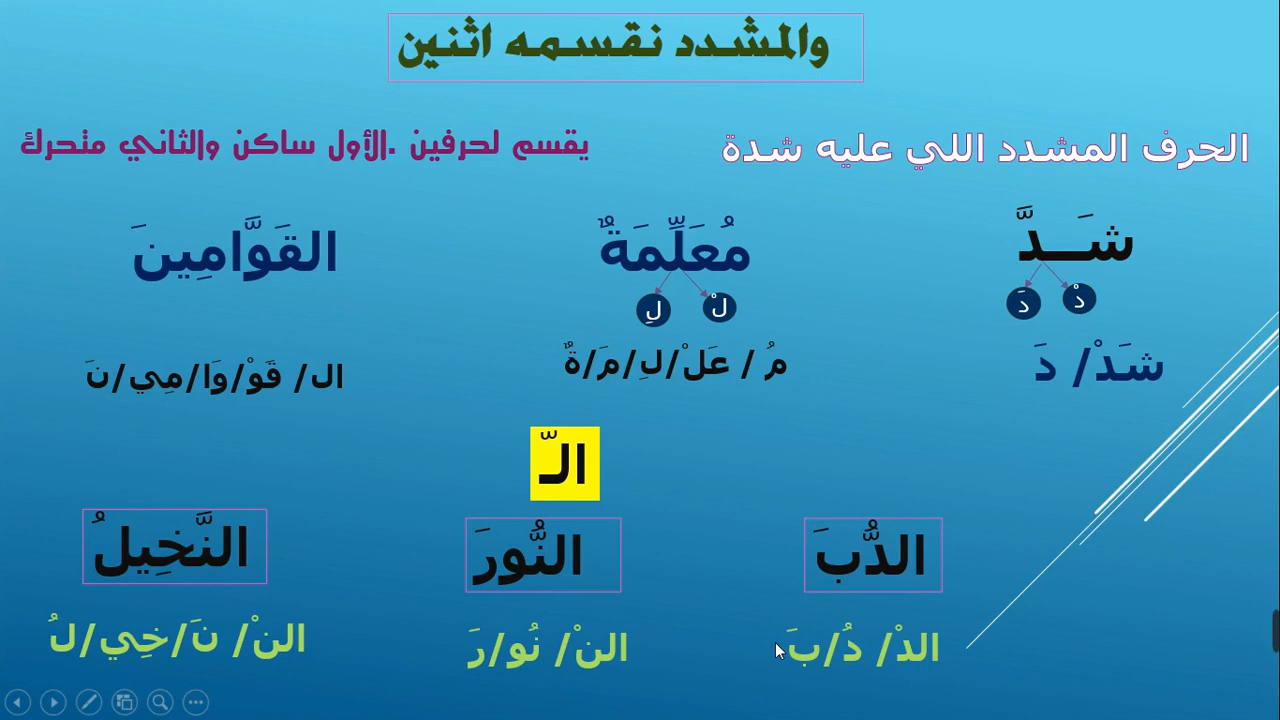 والمشدد نقسمه اثنين
الحرف المشدد اللي عليه شدة
يقسم لحرفين .الأول ساكن والثاني متحرك
شَــدَّ
مُعَلِّمَةٌ
القَوَّامِينَ
دْ
دَ
لْ
لِ
شَدْ/ دَ
مُ / عَلْ/لِ/مَ/ةٌ
ال/ قَوْ/وَا/مِي/نَ
الـّ
الدُّبَ
النُّورَ
النَّخِيلُ
الدْ/ دُ/بَ
النْ/ نُو/رَ
النْ/ نَ/خِي/لُ